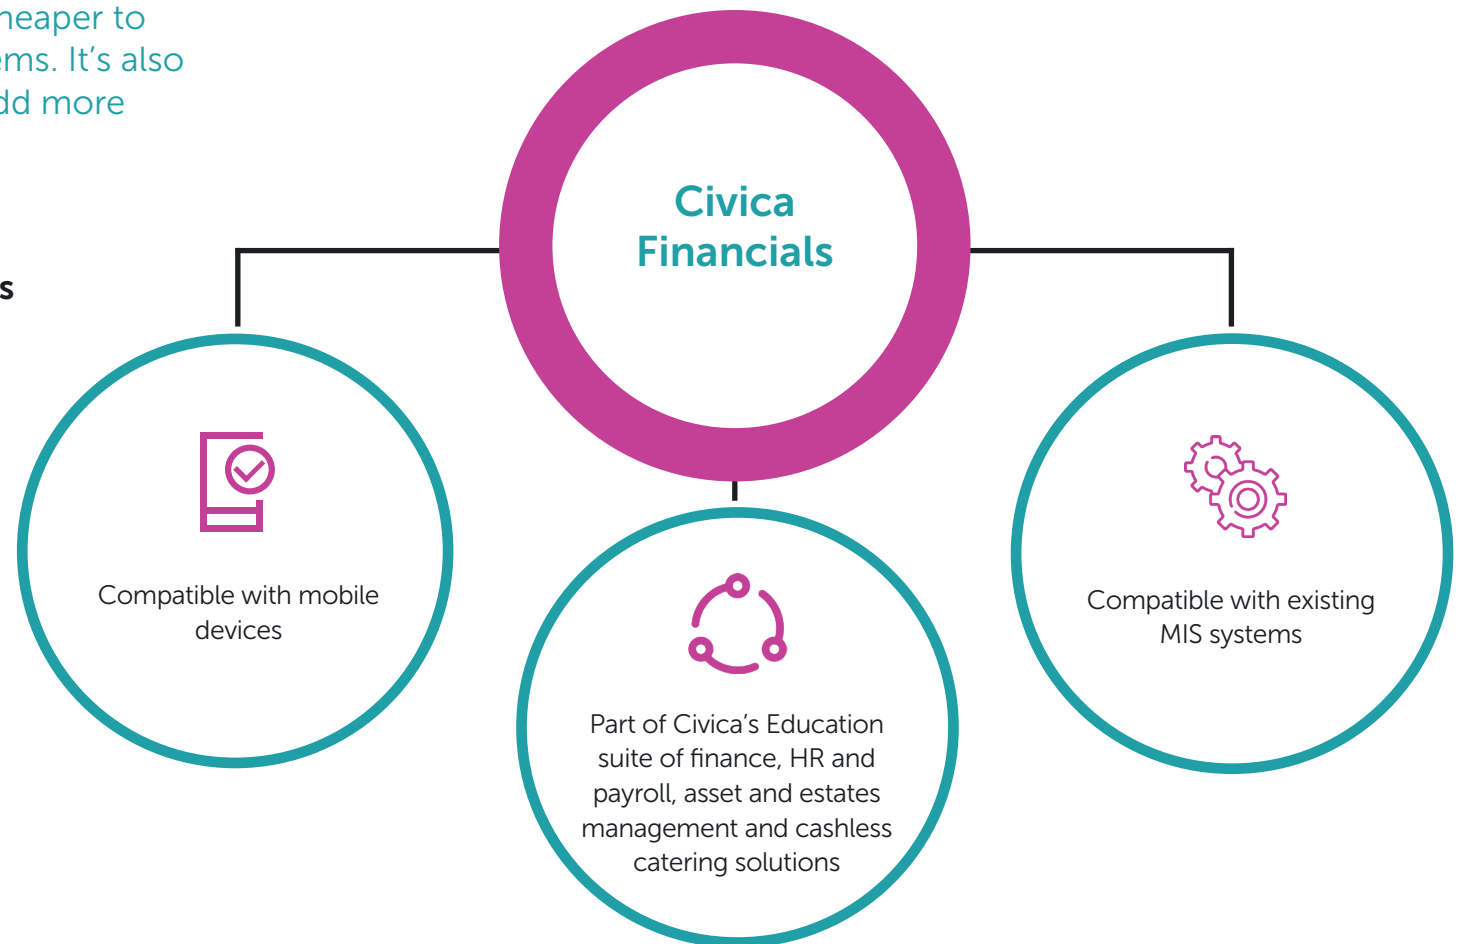 heaper to
ems. It's also
dd more
s
Civica
Financials
Compatible with mobile
devices
Part of Civica's Education
suite of finance, HR and
payroll, asset and estates
management and cashless
catering solutions
Compatible with existing
MIS systems